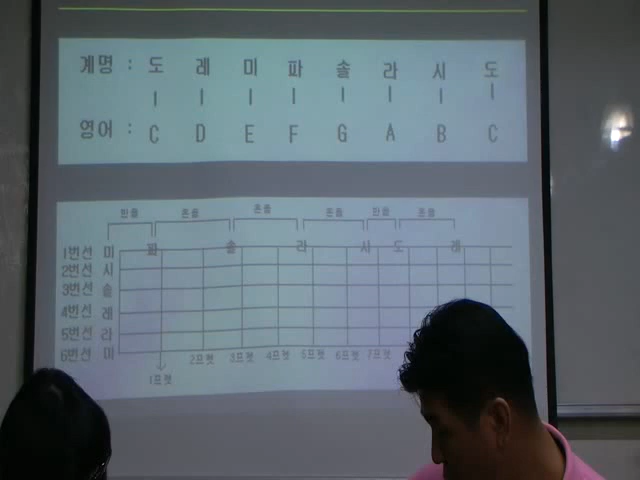 계명 : 도 레 미 파 솔 라 시 도
| | | | | | | |
영어 : C D E F G A B C
반음 온음 온음 온음 반음 온음
1번선 미 파 솔 라 시 도 레
2번선 시
3번선 솔
4번선 레
5번선 라
6번선 미
2프렛 3프렛 4프렛 5프렛 6프렛 7프렛
1프렛